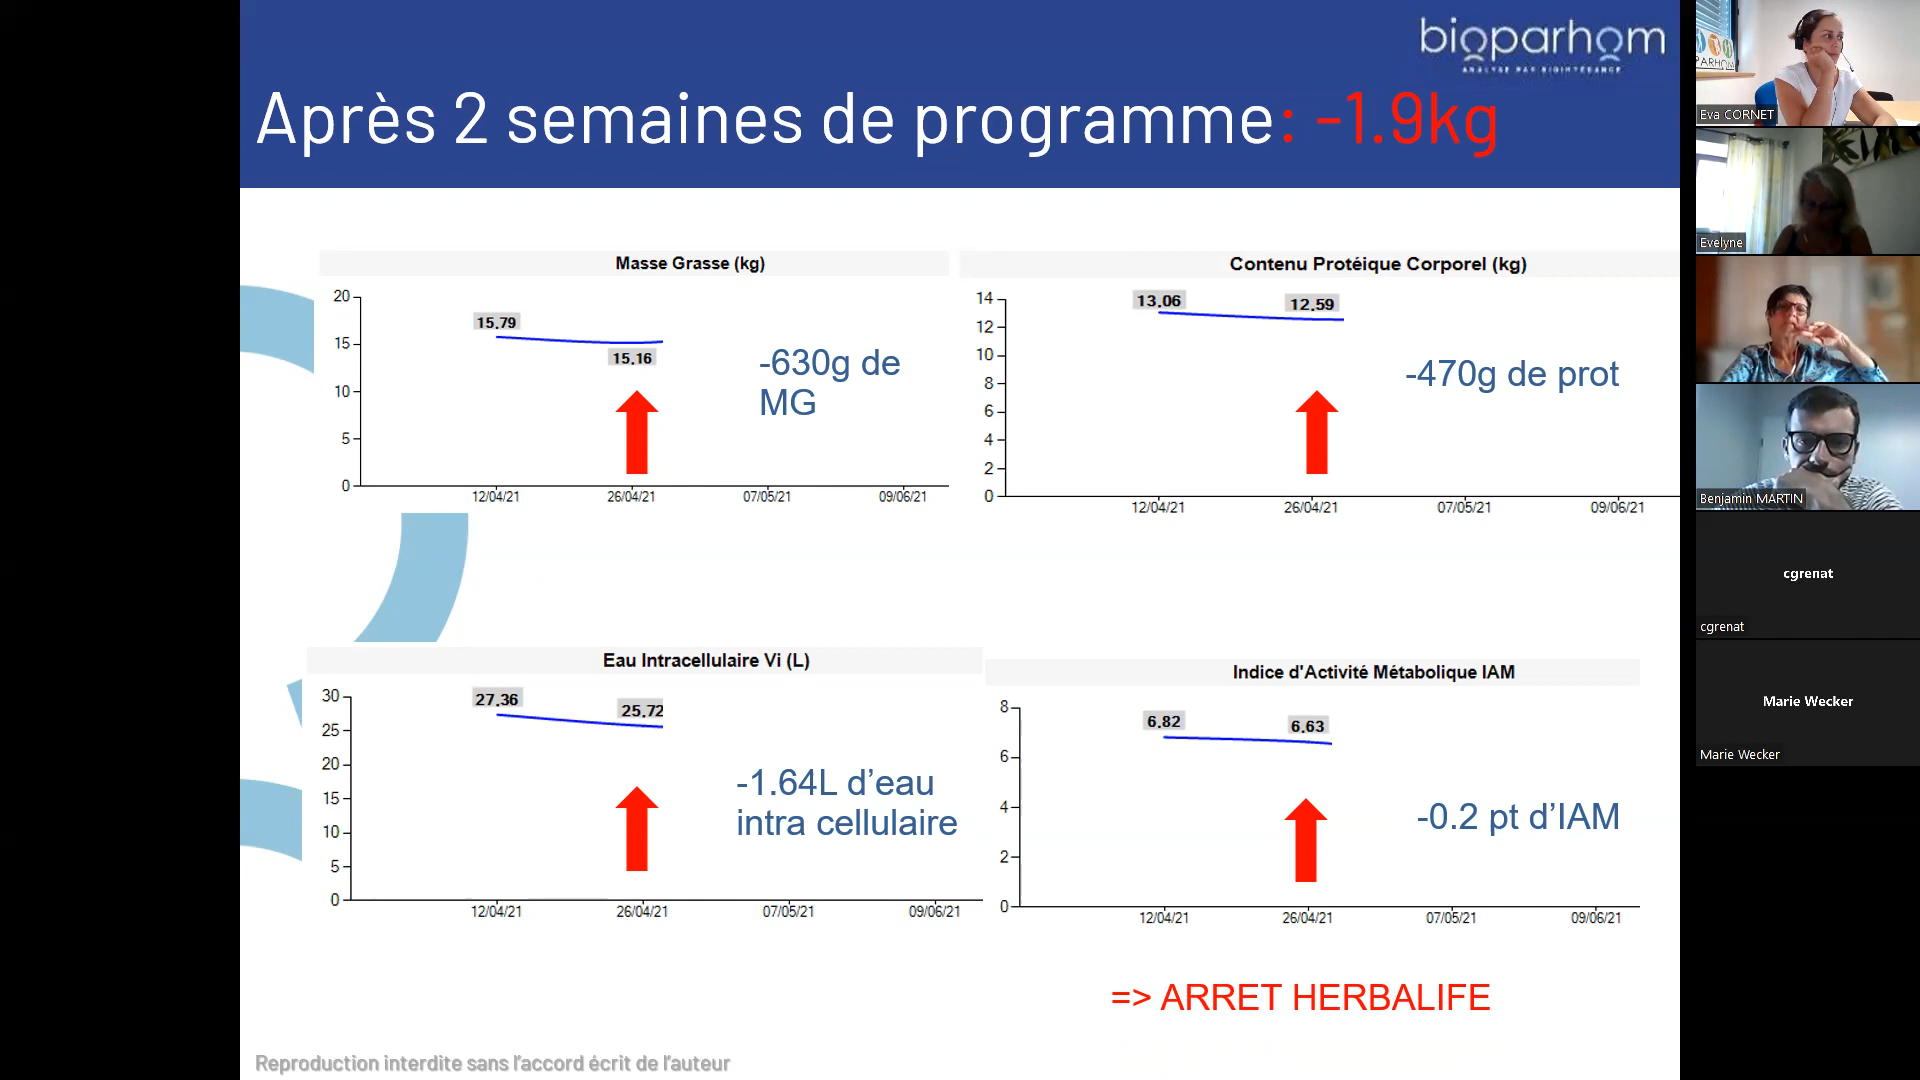 bioparhom
ANALYSE PAR BIOIMPÉDANCE
Après 2 semaines de programme: -1.9kg
Masse Grasse (kg)
20
15
10
5
0
15.79
15.16
12/04/21
26/04/21
07/05/21
09/06/21
-630g de
MG
Contenu Protéique Corporel (kg)
14
12
10
8
6
4
2
0
13.06
12.59
12/04/21
26/04/21
07/05/21
09/06/21
-470g de prot
Eau Intracellulaire Vi (L)
30
25
20
15
10
5
0
27.36
25.72
12/04/21
26/04/21
07/05/21
09/06/21
-1.64L d’eau
intra cellulaire
Indice d'Activité Métabolique IAM
8
6
4
2
0
6.82
6.63
12/04/21
26/04/21
07/05/21
09/06/21
-0.2 pt d’IAM
=> ARRET HERBALIFE
Reproduction interdite sans l'accord écrit de l'auteur
PARHOM
Eva CORNET
Evelyne
Benjamin MARTIN
cgrenat
cgrenat
Marie Wecker
Marie Wecker